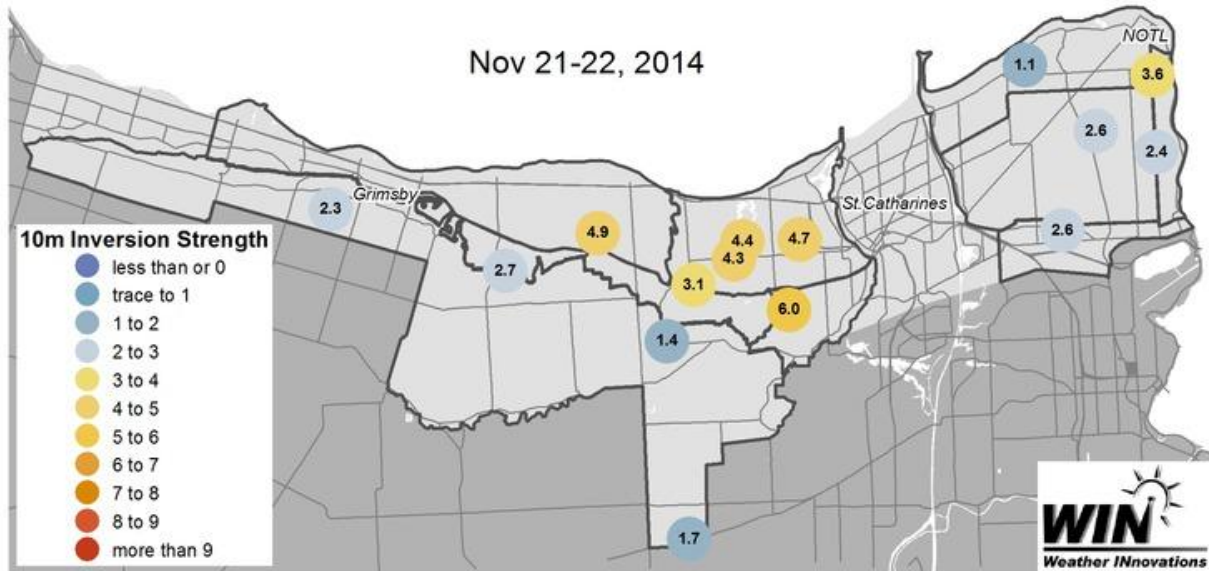 Nov 21-22, 2014
NOTL
1.1
3.6
2.6
2.4
Grimsby
St. Catharines
2.3
4.9
4.4
4.7
2.6
4.3
2.7
3.1
6.0
1.4
1.7
10m Inversion Strength
less than or 0
trace to 1
1 to 2
2 to 3
3 to 4
4 to 5
5 to 6
6 to 7
7 to 8
8 to 9
more than 9
WIN
Weather INnovations